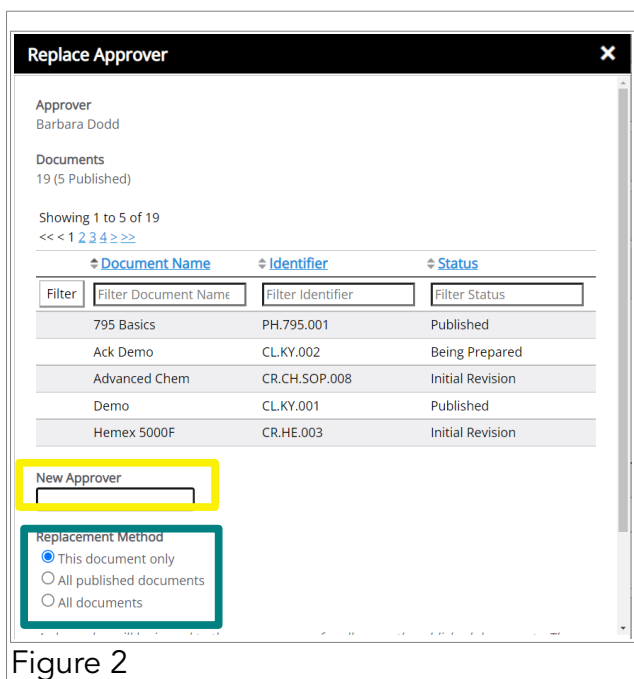 Replace Approver ×
Approver
Barbara Dodd
Documents
19 (5 Published)
Showing 1 to 5 of 19
<< < 1 2 3 4 > >>
Document Name Identifier Status
Filter Filter Document Name Filter Identifier Filter Status
795 Basics PH.795.001 Published
Ack Demo CL.KY.002 Being Prepared
Advanced Chem CR.CH.SOP.008 Initial Revision
Demo CL.KY.001 Published
Hemex 5000F CR.HE.003 Initial Revision
New Approver
Replacement Method
This document only
All published documents
All documents
Figure 2